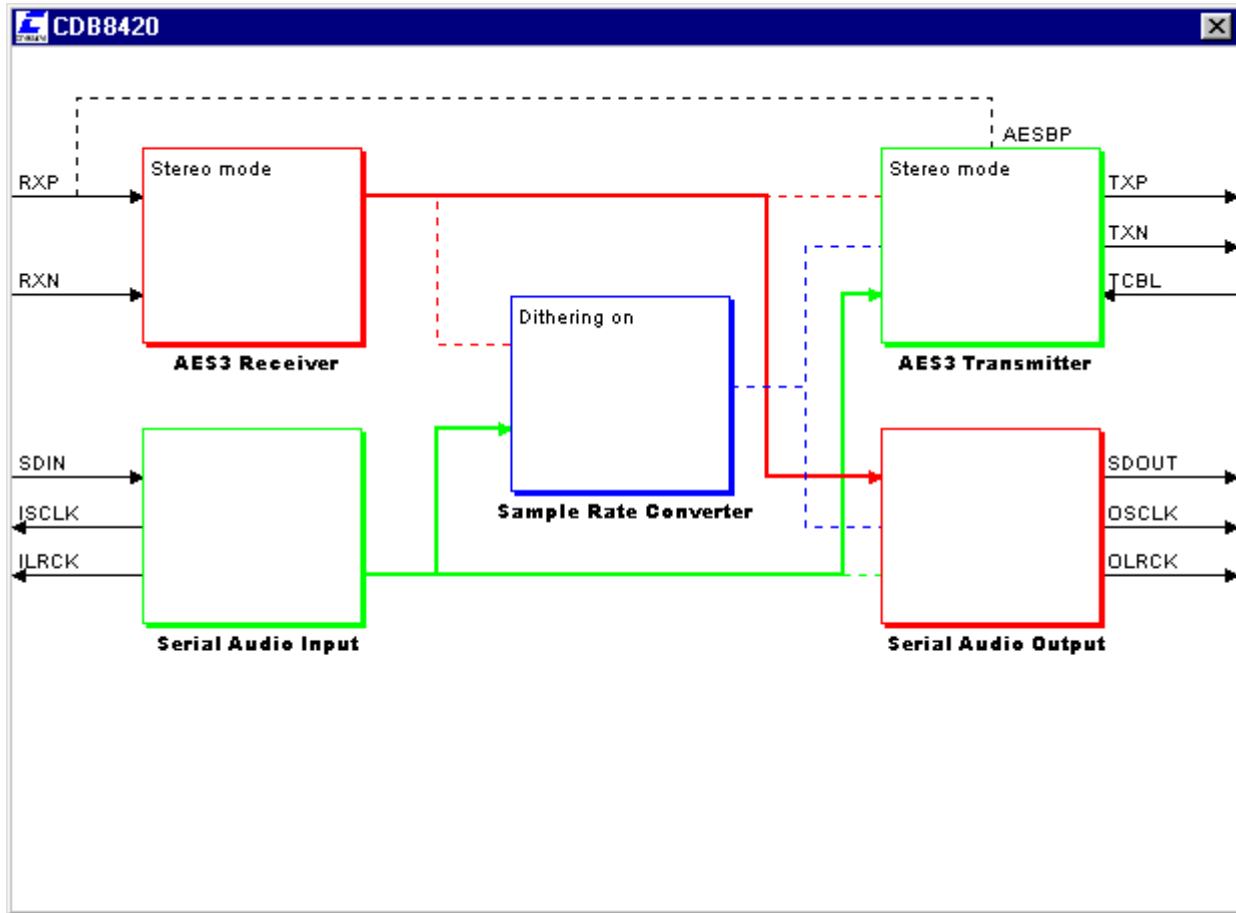 CDB8420
AESBP
Stereo mode
Stereo mode
RXP
TXP
TXN
RXN
TCBL
Dithering on
AES3 Receiver
AES3 Transmitter
SDIN
SDOUT
ISCLK
Sample Rate Converter
OSCLK
ILRCK
OLRCK
Serial Audio Input
Serial Audio Output